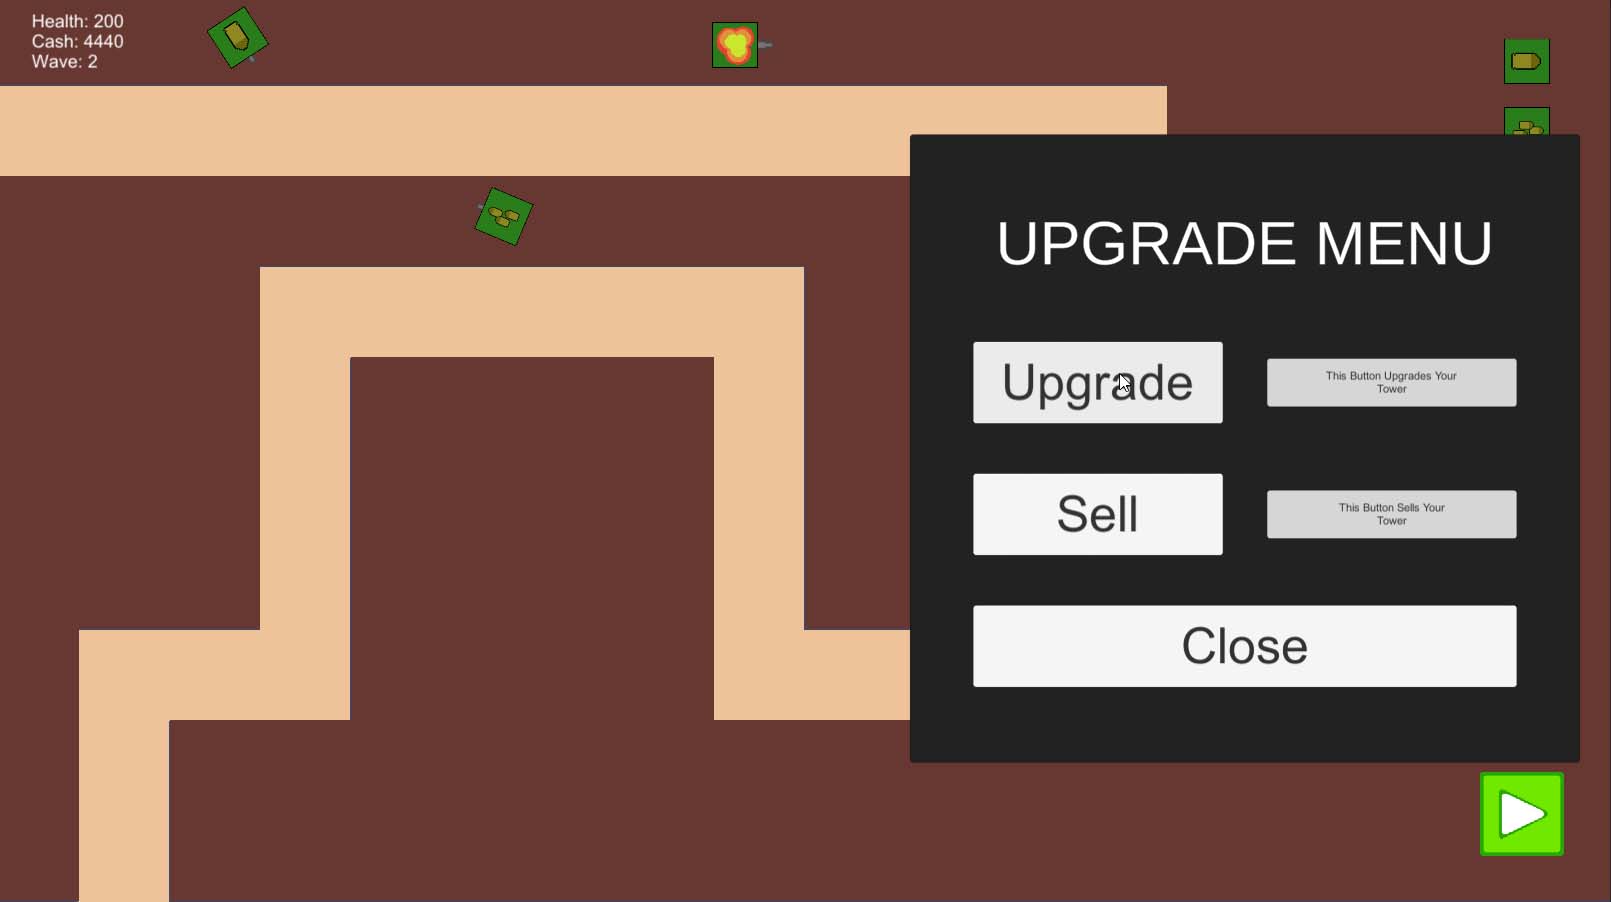 Health: 200
Cash: 4440
Wave: 2
UPGRADE MENU
Upgrade
This Button Upgrades Your
Tower
Sell
This Button Sells Your
Tower
Close